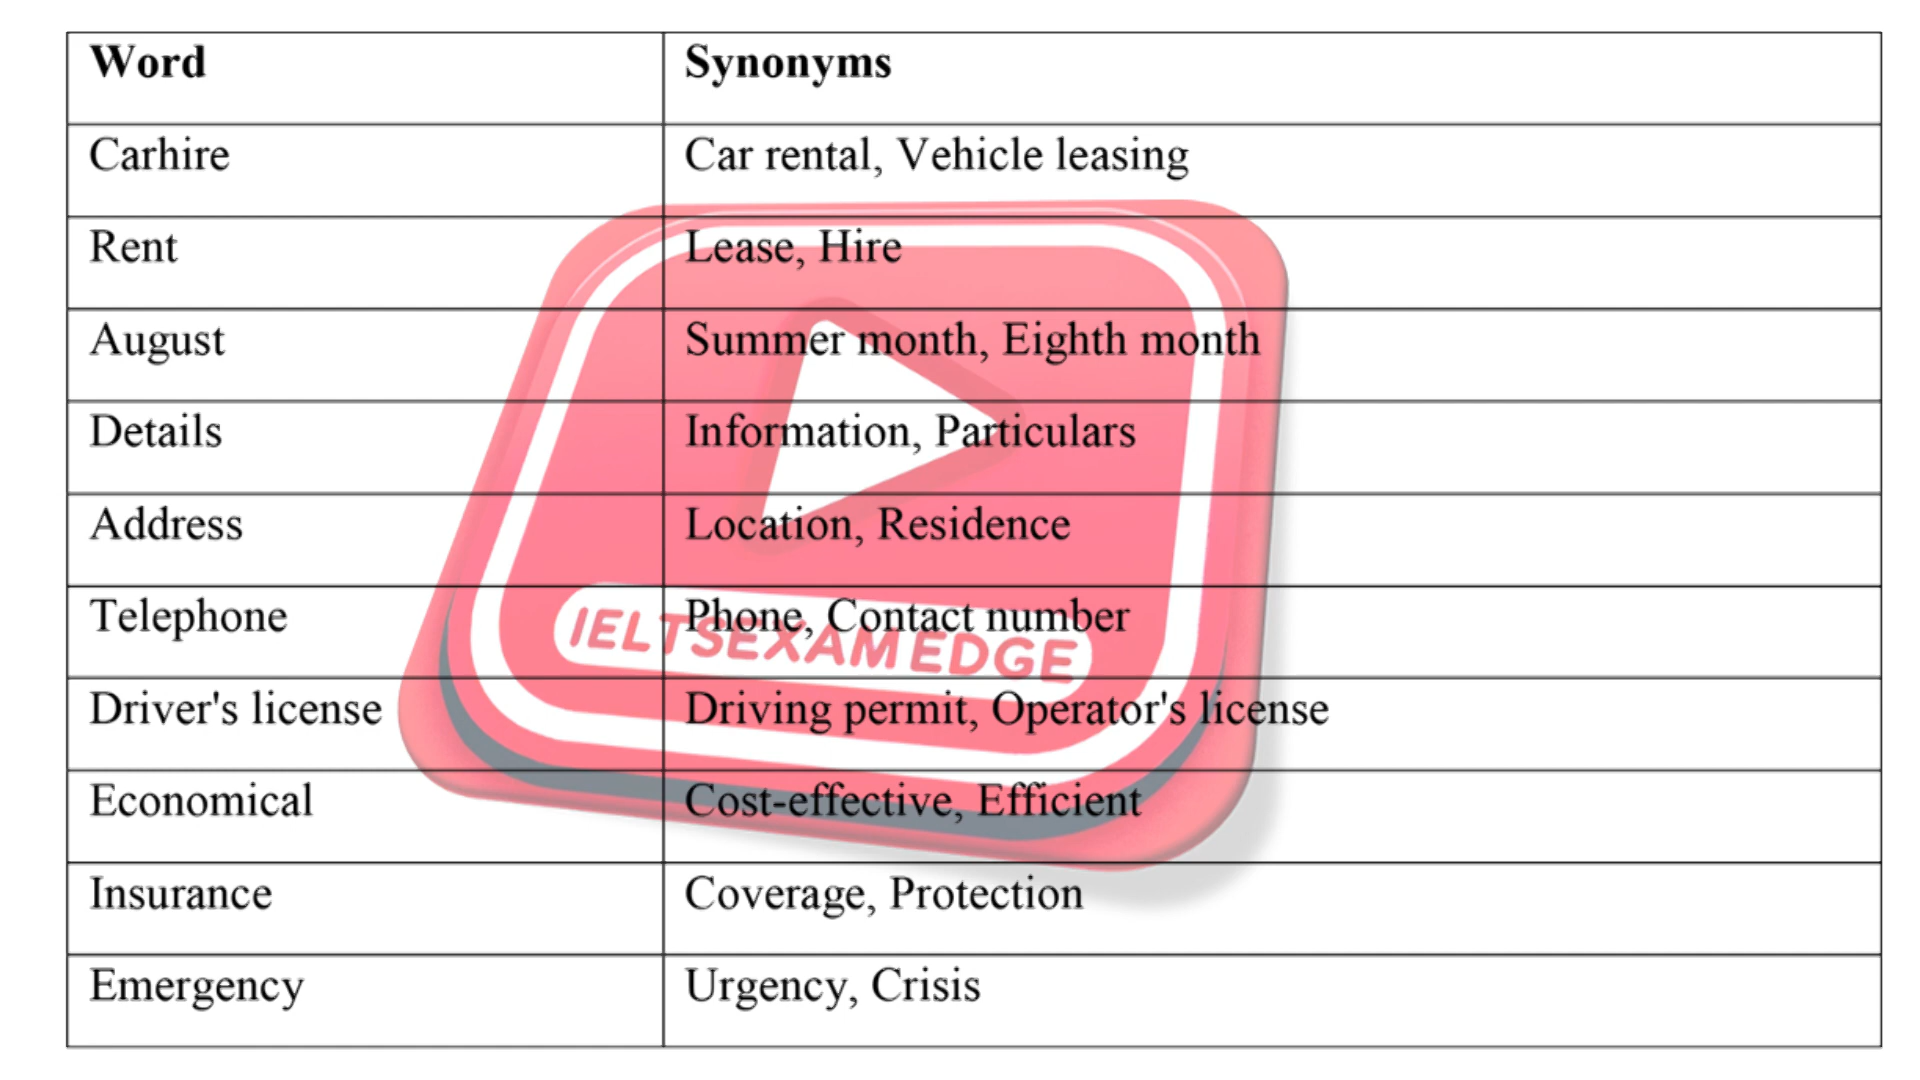 Word Synonyms
Carhire Car rental, Vehicle leasing
Rent Lease, Hire
August Summer month, Eighth month
Details Information, Particulars
Address Location, Residence
Telephone Phone, Contact number
IELTSEXAMEDGE
Driver's license Driving permit, Operator's license
Economical Cost-effective, Efficient
Insurance Coverage, Protection
Emergency Urgency, Crisis